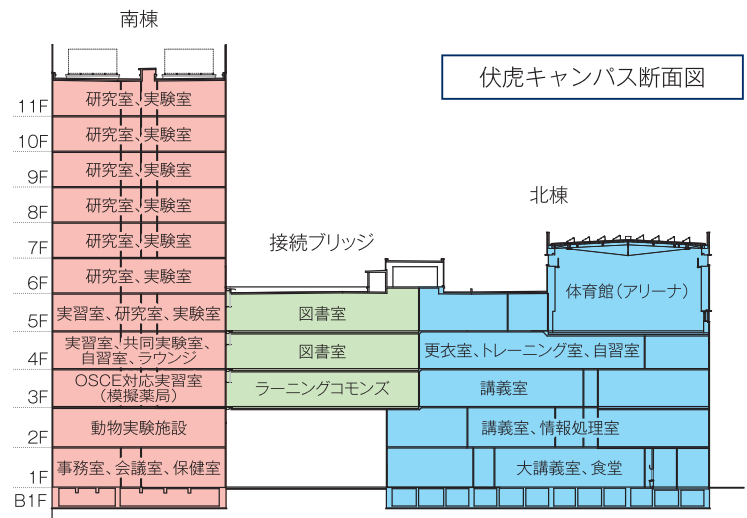 南棟
伏虎キャンパス断面図
北棟
接続ブリッジ
11F
研究室、実験室
10F
研究室、実験室
9F
研究室、実験室
8F
研究室、実験室
7F
研究室、実験室
6F
研究室、実験室
体育館（アリーナ）
5F
実習室、研究室、実験室
図書室
4F
実習室、共同実験室、
自習室、ラウンジ
図書室
更衣室、トレーニング室、自習室
3F
OSCE対応実習室
（模擬薬局）
ラーニングコモンズ
講義室
2F
動物実験施設
講義室、情報処理室
1F
事務室、会議室、保健室
大講義室、食堂
B1F